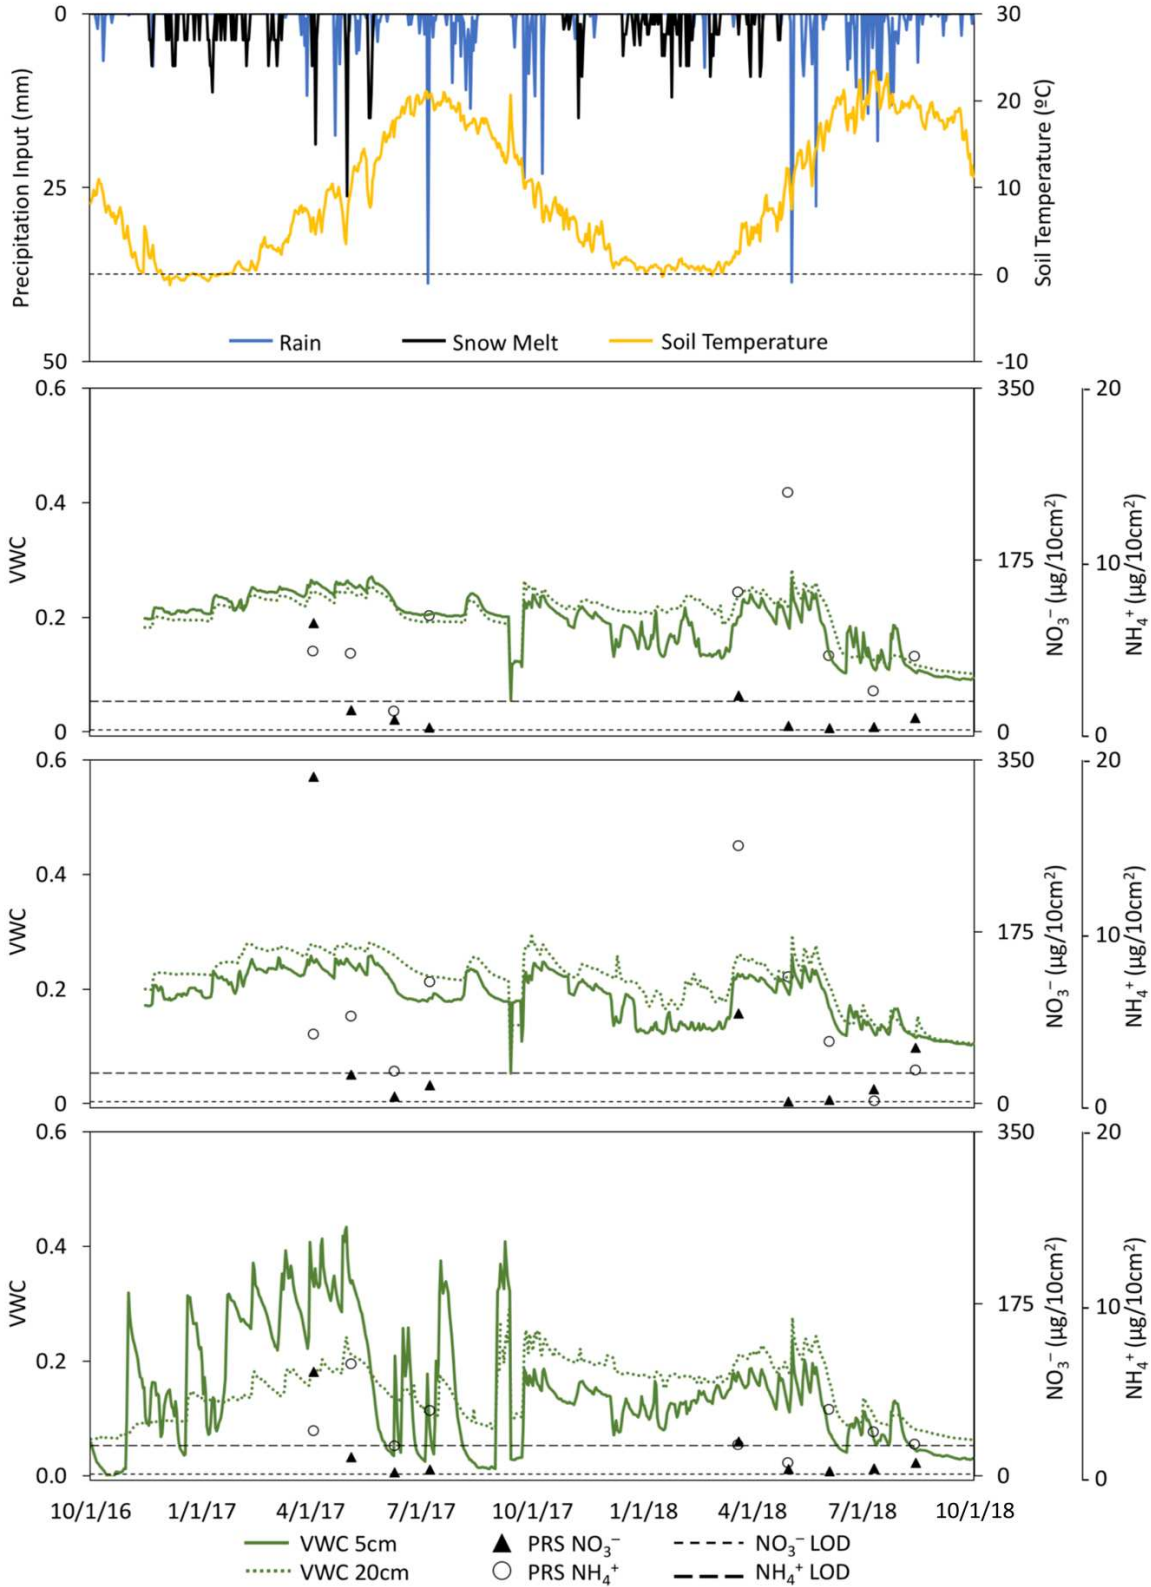 0
30
25
50
20
10
0
-10
Precipitation Input (mm)
Soil Temperature (ºC)
Rain
Snow Melt
Soil Temperature
0.6
0.4
0.2
0
VWC
350
175
0
NO₃⁻ (µg/10cm²)
20
10
0
NH₄⁺ (µg/10cm²)
0.6
0.4
0.2
0
VWC
350
175
0
NO₃⁻ (µg/10cm²)
20
10
0
NH₄⁺ (µg/10cm²)
0.6
0.4
0.2
0.0
VWC
350
175
0
NO₃⁻ (µg/10cm²)
20
10
0
NH₄⁺ (µg/10cm²)
10/1/16 1/1/17 4/1/17 7/1/17 10/1/17 1/1/18 4/1/18 7/1/18 10/1/18
VWC 5cm PRS NO₃⁻ NO₃⁻ LOD
VWC 20cm PRS NH₄⁺ NH₄⁺ LOD